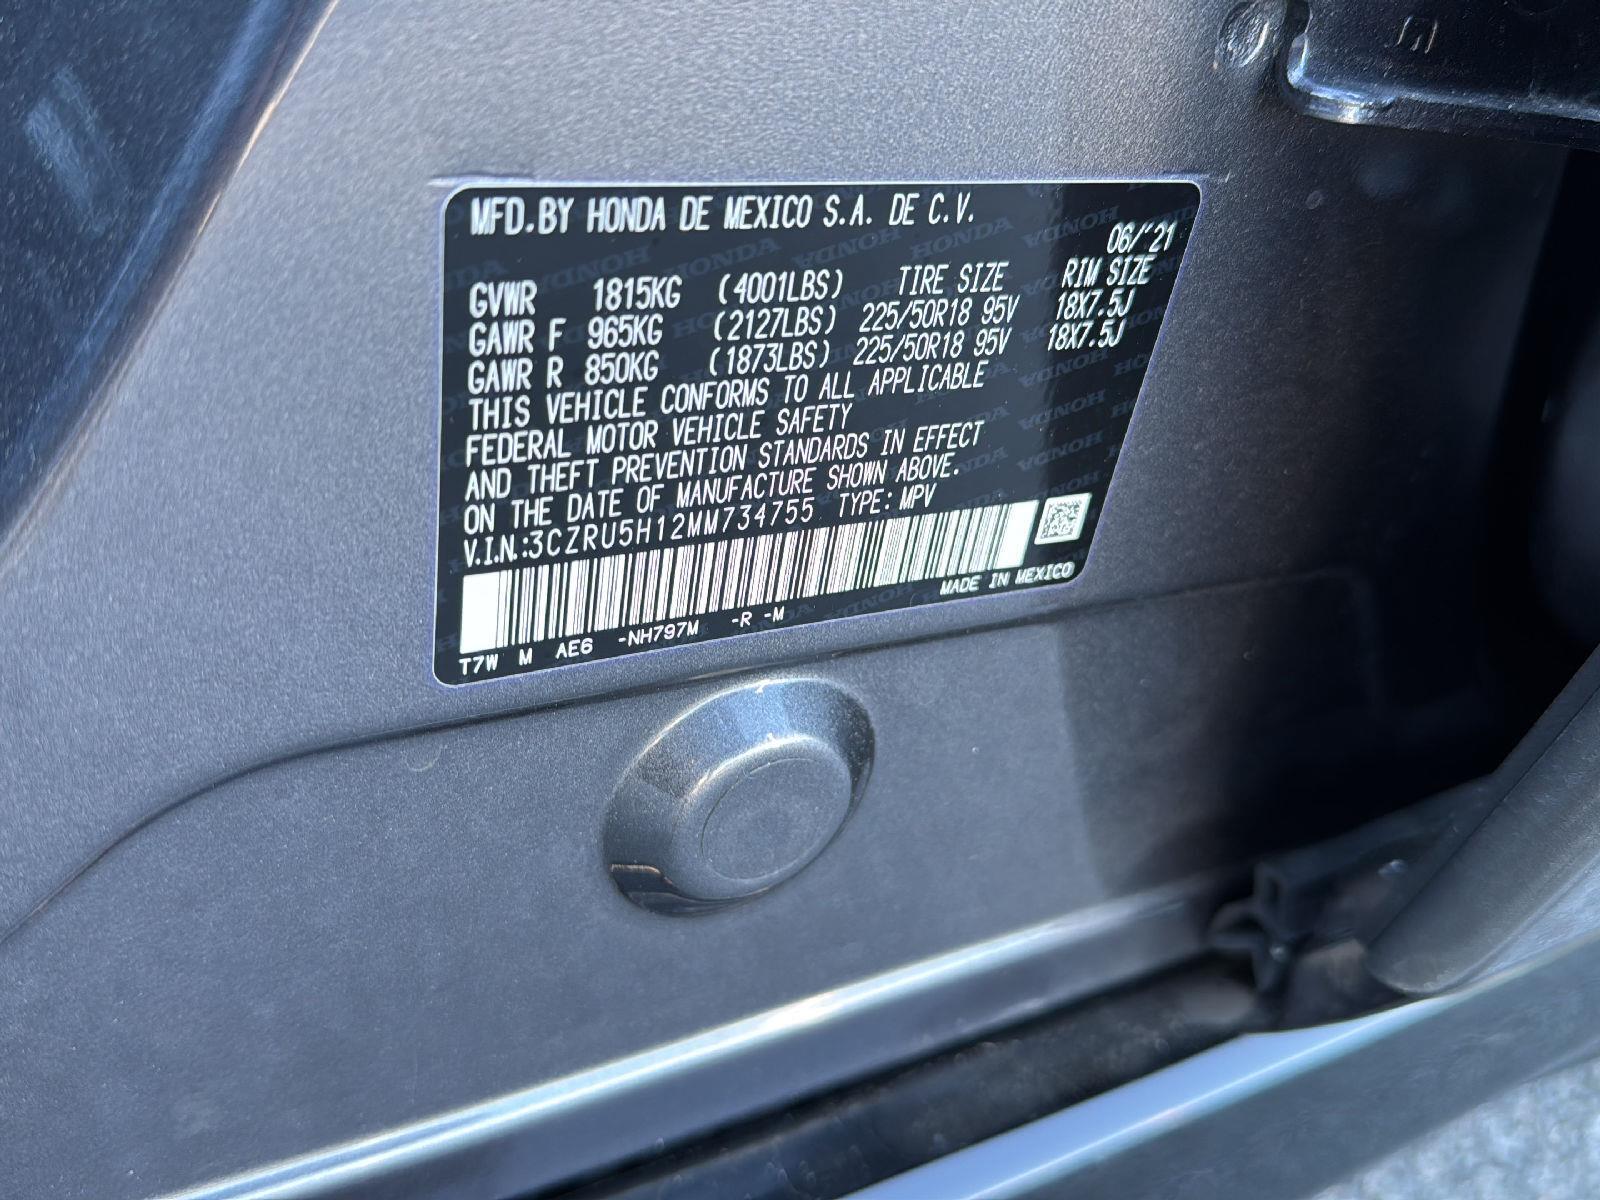 MFD.BY HONDA DE MEXICO S.A. DE C.V.
06/'21
GVWR 1815KG (4001LBS) TIRE SIZE RIM SIZE
GAWR F 965KG (2127LBS) 225/50R18 95V 18X7.5J
GAWR R 850KG (1873LBS) 225/50R18 95V 18X7.5J
THIS VEHICLE CONFORMS TO ALL APPLICABLE
FEDERAL MOTOR VEHICLE SAFETY
AND THEFT PREVENTION STANDARDS IN EFFECT
ON THE DATE OF MANUFACTURE SHOWN ABOVE.
V.I.N.:3CZRU5H12MM734755 TYPE: MPV
MADE IN MEXICO
T7W M AE6 -NH797M -R -M